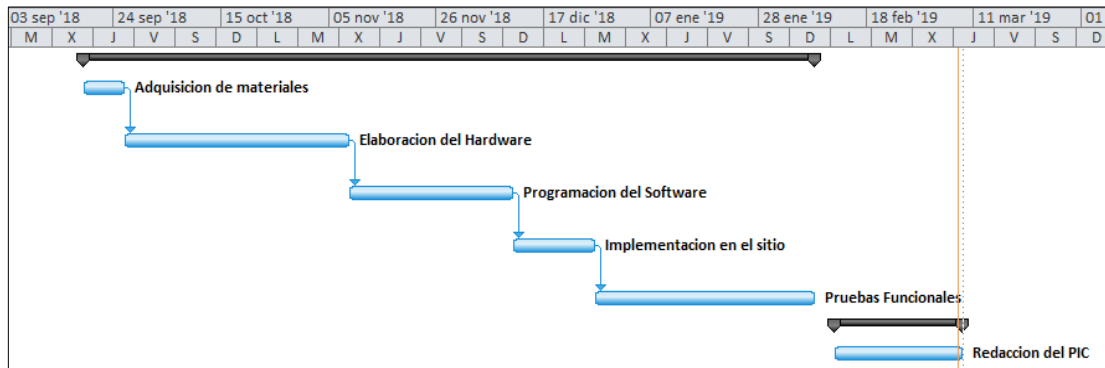 03 sep '18 24 sep '18 15 oct '18 05 nov '18 26 nov '18 17 dic '18 07 ene '19 28 ene '19 18 feb '19 11 mar '19 01
M X J V S D L M X J V S D L M X J V S D L M X J V S D
Adquisicion de materiales
Elaboracion del Hardware
Programacion del Software
Implementacion en el sitio
Pruebas Funcionales
Redaccion del PIC